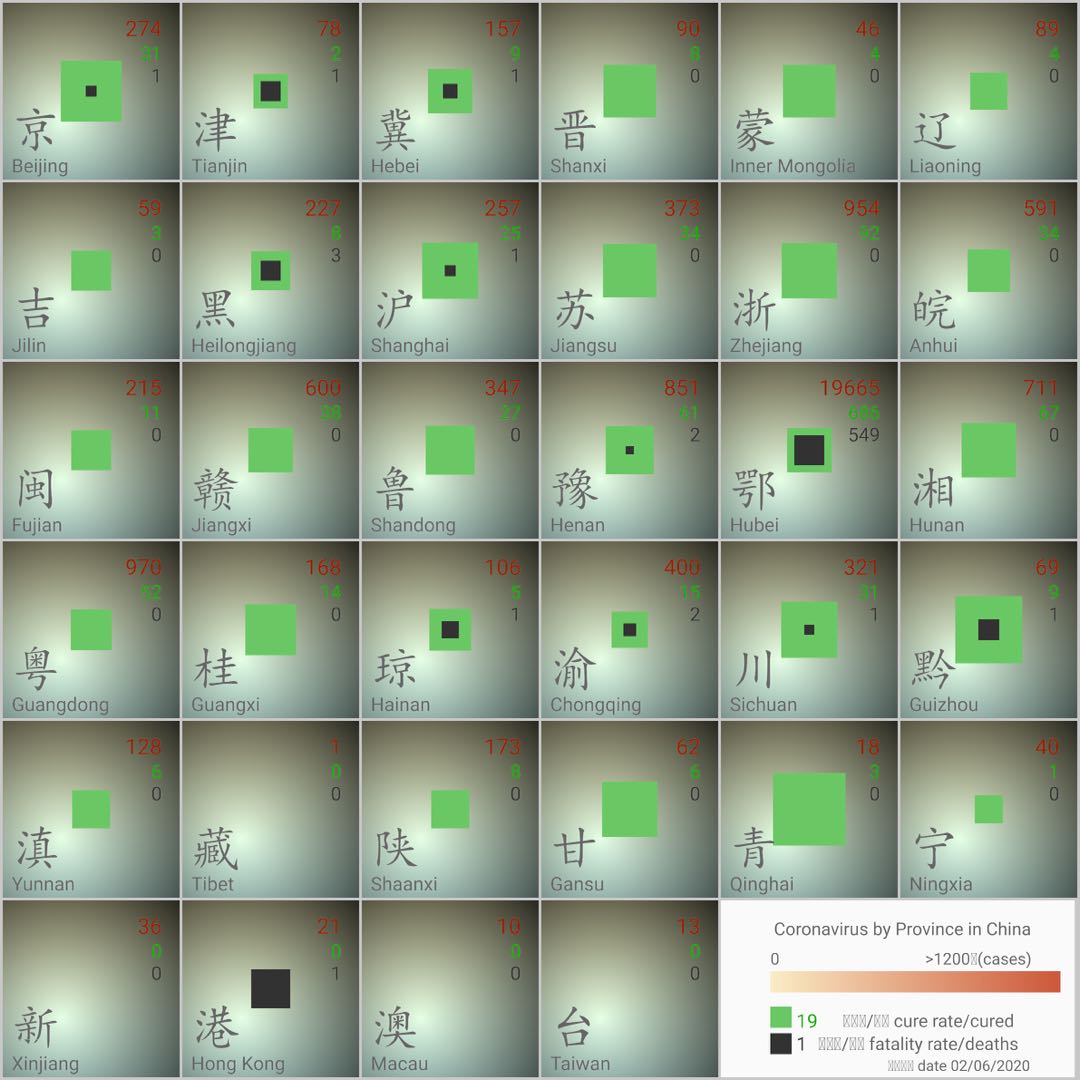 274
31
1
京
Beijing
78
2
1
津
Tianjin
157
9
1
冀
Hebei
90
8
0
晋
Shanxi
46
4
0
蒙
Inner Mongolia
89
4
0
辽
Liaoning
59
3
0
吉
Jilin
227
8
3
黑
Heilongjiang
257
25
1
沪
Shanghai
373
34
0
苏
Jiangsu
954
92
0
浙
Zhejiang
591
34
0
皖
Anhui
215
11
0
闽
Fujian
600
38
0
赣
Jiangxi
347
27
0
鲁
Shandong
851
61
2
豫
Henan
19665
549
鄂
Hubei
711
67
0
湘
Hunan
970
0
粤
Guangdong
168
14
0
桂
Guangxi
106
5
1
琼
Hainan
400
15
2
渝
Chongqing
321
31
1
川
Sichuan
69
9
1
黔
Guizhou
128
6
0
滇
Yunnan
1
0
0
藏
Tibet
173
8
0
陕
Shaanxi
62
6
0
甘
Gansu
18
3
0
青
Qinghai
40
1
0
宁
Ningxia
36
0
0
新
Xinjiang
21
0
1
港
Hong Kong
10
0
0
澳
Macau
13
0
0
台
Taiwan
Coronavirus by Province in China
0 >1200 (cases)
19 / cure rate/cured
1 / fatality rate/deaths
date 02/06/2020